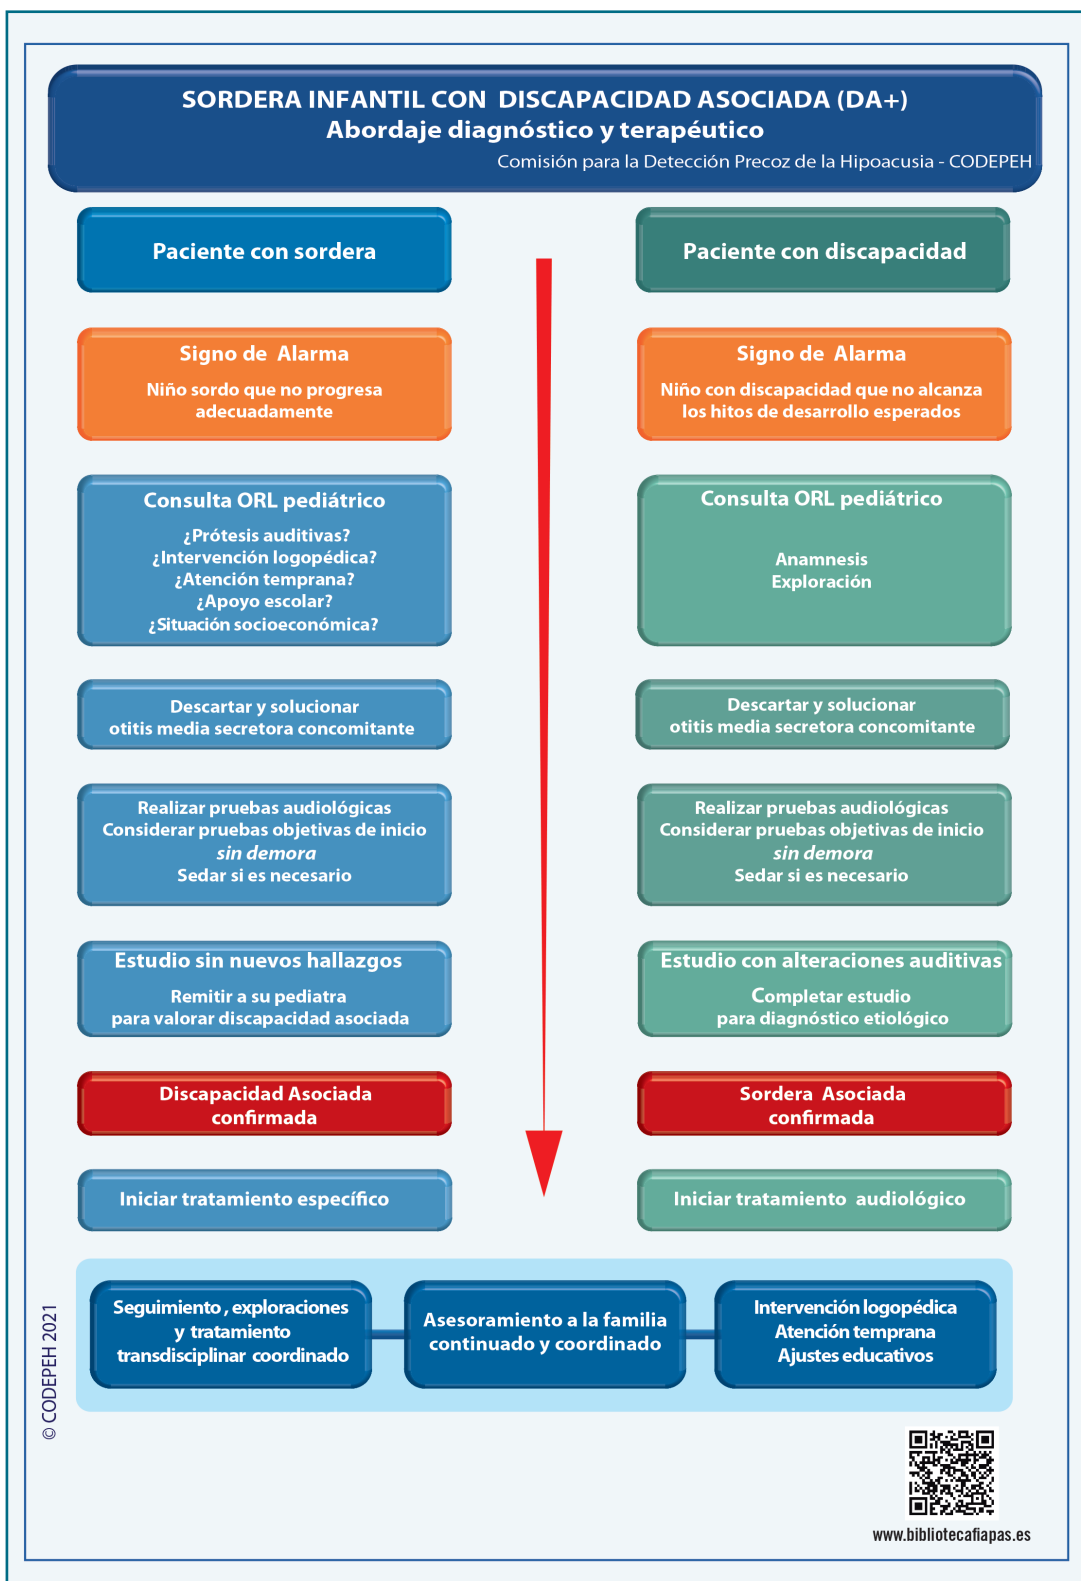 SORDERA INFANTIL CON DISCAPACIDAD ASOCIADA (DA+)
Abordaje diagnóstico y terapéutico
Comisión para la Detección Precoz de la Hipoacusia - CODEPEH
Paciente con sordera
Signo de Alarma
Niño sordo que no progresa
adecuadamente
Consulta ORL pediátrico
¿Prótesis auditivas?
¿Intervención logopédica?
¿Atención temprana?
¿Apoyo escolar?
¿Situación socioeconómica?
Descartar y solucionar
otitis media secretora concomitante
Realizar pruebas audiológicas
Considerar pruebas objetivas de inicio
sin demora
Sedar si es necesario
Estudio sin nuevos hallazgos
Remitir a su pediatra
para valorar discapacidad asociada
Discapacidad Asociada
confirmada
Iniciar tratamiento específico
Paciente con discapacidad
Signo de Alarma
Niño con discapacidad que no alcanza
los hitos de desarrollo esperados
Consulta ORL pediátrico
Anamnesis
Exploración
Descartar y solucionar
otitis media secretora concomitante
Realizar pruebas audiológicas
Considerar pruebas objetivas de inicio
sin demora
Sedar si es necesario
Estudio con alteraciones auditivas
Completar estudio
para diagnóstico etiológico
Sordera Asociada
confirmada
Iniciar tratamiento audiológico
Seguimiento, exploraciones
y tratamiento
transdisciplinar coordinado
Asesoramiento a la familia
continuado y coordinado
Intervención logopédica
Atención temprana
Ajustes educativos
© CODEPEH 2021
www.bibliotecafiapas.es